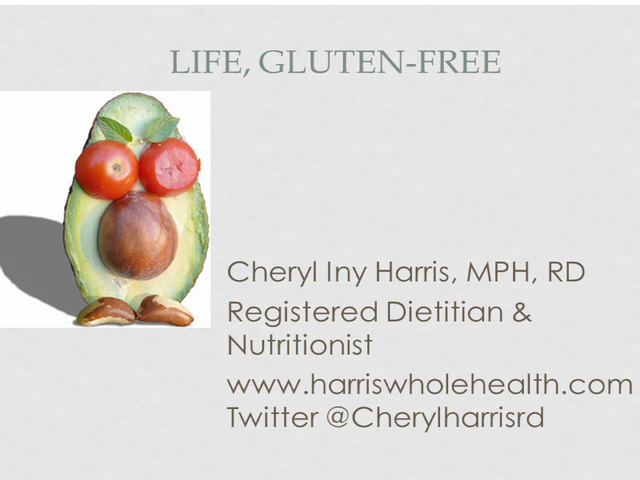 LIFE, GLUTEN-FREE
Cheryl Iny Harris, MPH, RD
Registered Dietitian &
Nutritionist
www.harriswholehealth.com
Twitter @Cherylharrisrd